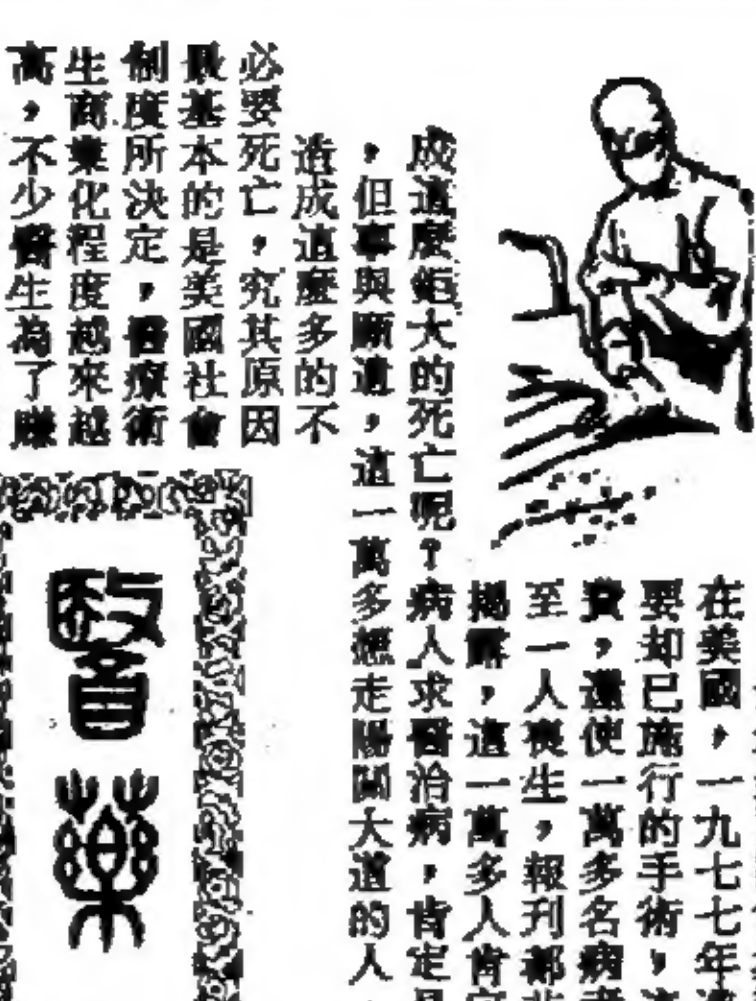 在美國，一九七七年
要却已施行的手術，
費，還使一萬多名病
至一人喪生，報刊都
揭露，這一萬多人肯
成這麼鉅大的死亡呢？病人求醫治病，肯定
，但事與願違，這一萬多想走陽關大道的人，
造成這麼多的不
必要死亡，究其原因
最基本的是美國社會
制度所決定，醫療術
生商業化程度越來越
高，不少醫生為了賺
醫藥